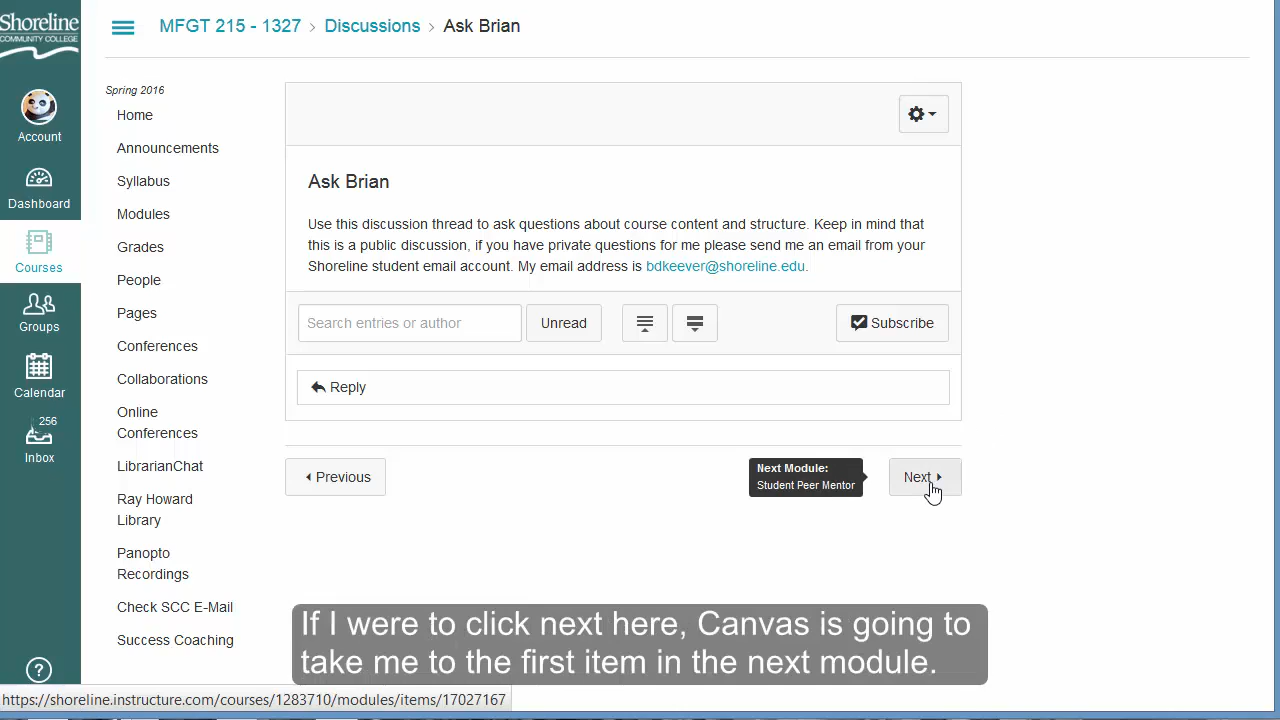 Shoreline
COMMUNITY COLLEGE
Account
Dashboard
Courses
Groups
Calendar
256
Inbox
?
MFGT 215 - 1327 › Discussions › Ask Brian
Spring 2016
Home
Announcements
Syllabus
Modules
Grades
People
Pages
Conferences
Collaborations
Online
Conferences
LibrarianChat
Ray Howard
Library
Panopto
Recordings
Check SCC E-Mail
Success Coaching
Ask Brian
Use this discussion thread to ask questions about course content and structure. Keep in mind that
this is a public discussion, if you have private questions for me please send me an email from your
Shoreline student email account. My email address is bdkeever@shoreline.edu.
Search entries or author
Unread
Subscribe
Reply
Previous
Next Module:
Student Peer Mentor
Next
If I were to click next here, Canvas is going to
take me to the first item in the next module.
https://shoreline.instructure.com/courses/1283710/modules/items/17027167